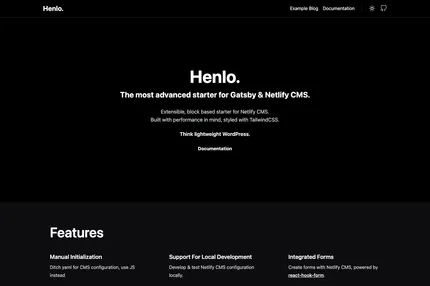 Henlo.
Example Blog Documentation
Henlo.
The most advanced starter for Gatsby & Netlify CMS.
Extensible, block based starter for Netlify CMS.
Built with performance in mind, styled with TailwindCSS.
Think lightweight WordPress.
Documentation
Features
Manual Initialization
Ditch yaml for CMS configuration, use JS
instead
Support For Local Development
Develop & test Netlify CMS configuration
locally.
Integrated Forms
Create forms with Netlify CMS, powered by
react-hook-form.